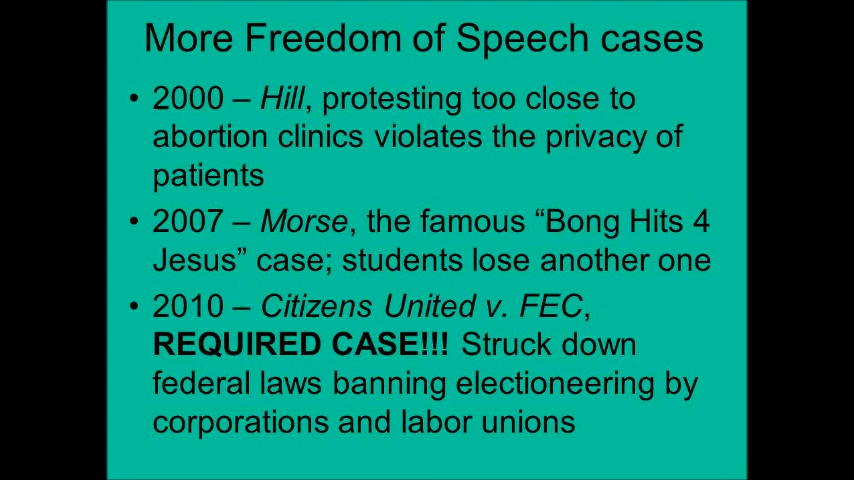 More Freedom of Speech cases
• 2000 – Hill, protesting too close to
abortion clinics violates the privacy of
patients
• 2007 – Morse, the famous “Bong Hits 4
Jesus” case; students lose another one
• 2010 – Citizens United v. FEC,
REQUIRED CASE!!! Struck down
federal laws banning electioneering by
corporations and labor unions